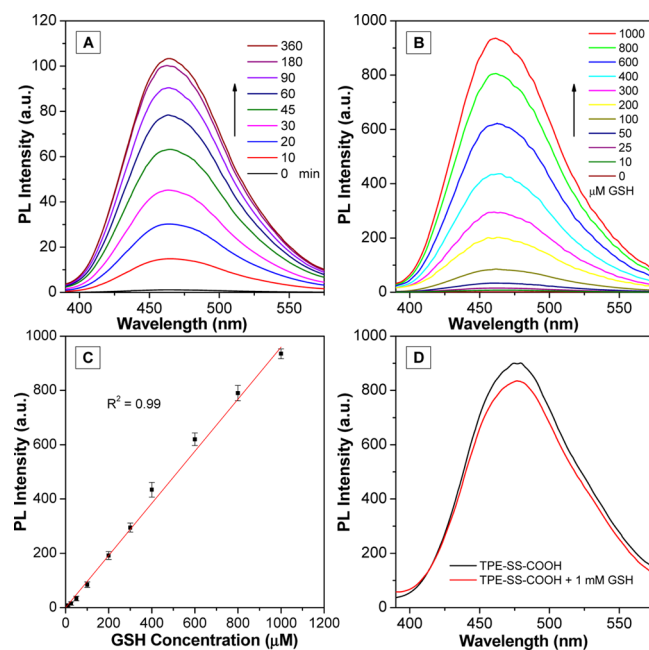 A
120
100
80
60
40
20
0
PL Intensity (a.u.)
400 450 500 550
Wavelength (nm)
360
180
90
60
45
30
20
10
0 min
B
1000
800
600
400
200
0
PL Intensity (a.u.)
400 450 500 550
Wavelength (nm)
1000
800
600
400
300
200
100
50
25
10
0
μM GSH
C
1000
800
600
400
200
0
PL Intensity (a.u.)
R² = 0.99
0 200 400 600 800 1000 1200
GSH Concentration (μM)
D
1000
800
600
400
200
0
PL Intensity (a.u.)
TPE-SS-COOH
TPE-SS-COOH + 1 mM GSH
400 450 500 550
Wavelength (nm)